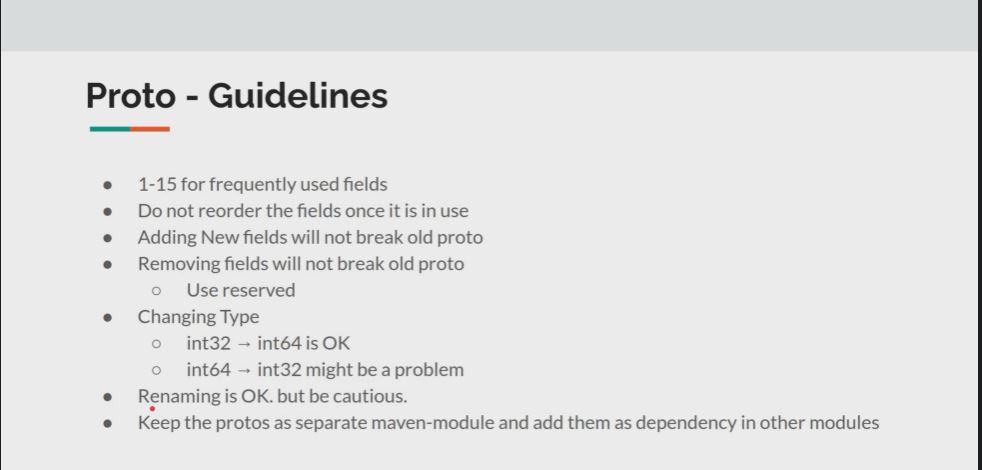 Proto - Guidelines
● 1-15 for frequently used fields
● Do not reorder the fields once it is in use
● Adding New fields will not break old proto
● Removing fields will not break old proto
○ Use reserved
● Changing Type
○ int32 → int64 is OK
○ int64 → int32 might be a problem
● Renaming is OK. but be cautious.
● Keep the protos as separate maven-module and add them as dependency in other modules